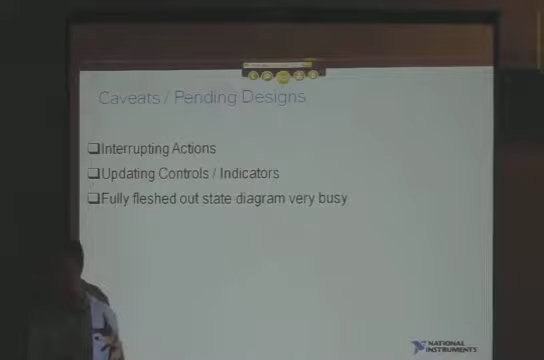 Caveats / Pending Designs
Interrupting Actions
Updating Controls / Indicators
Fully fleshed out state diagram very busy
NATIONAL
INSTRUMENTS